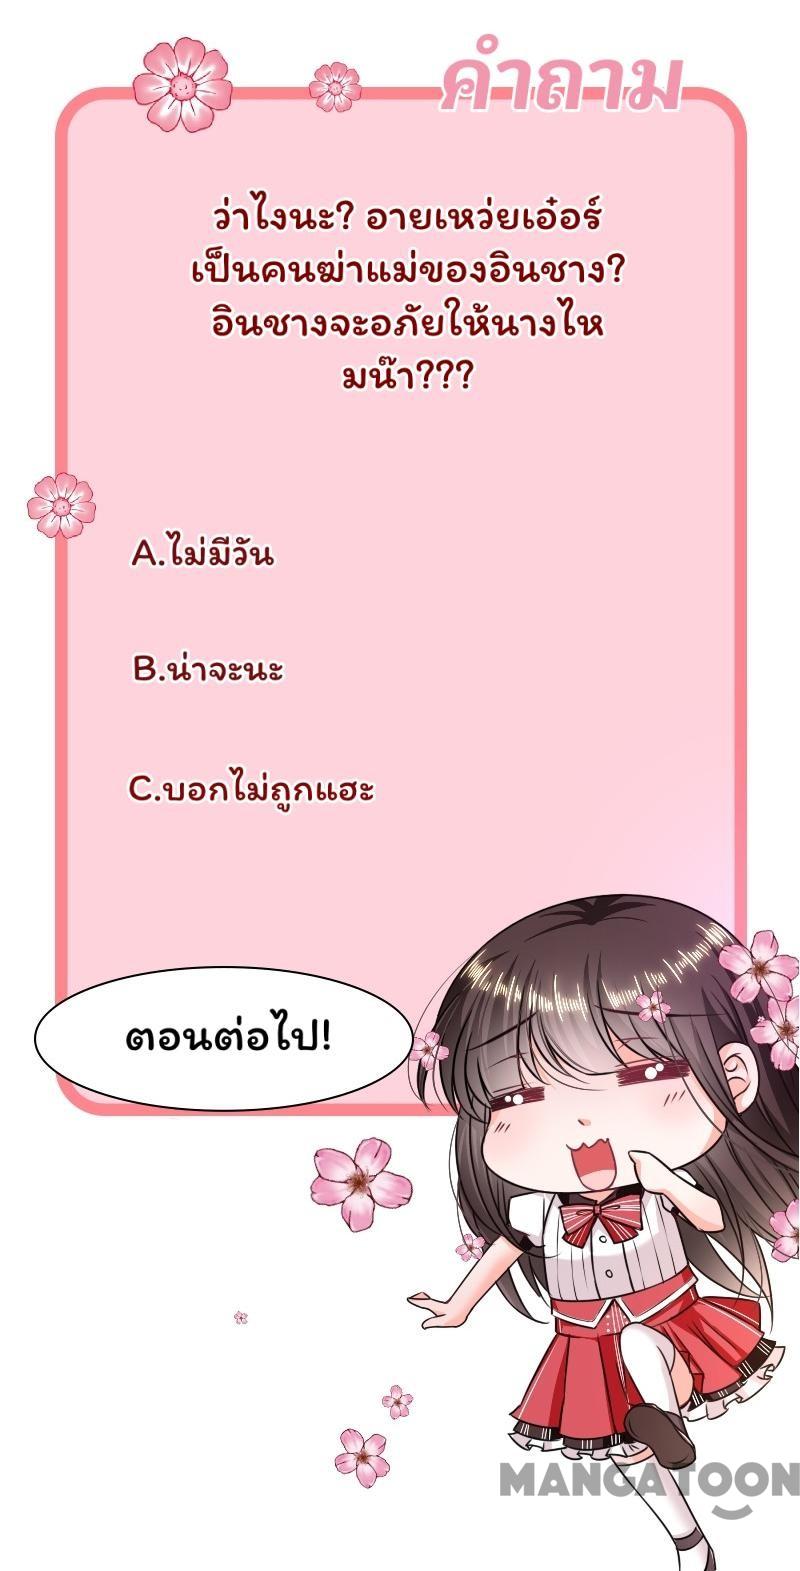 คำถาม
ว่าไงนะ? อายเหว่ยเอ๋อร์
เป็นคนฆ่าแม่ของอินชาง?
อินชางจะอภัยให้นางไห
มน๊า???
A.ไม่มีวัน
B.น่าจะนะ
C.บอกไม่ถูกแฮะ
ตอนต่อไป!
MANGATOON